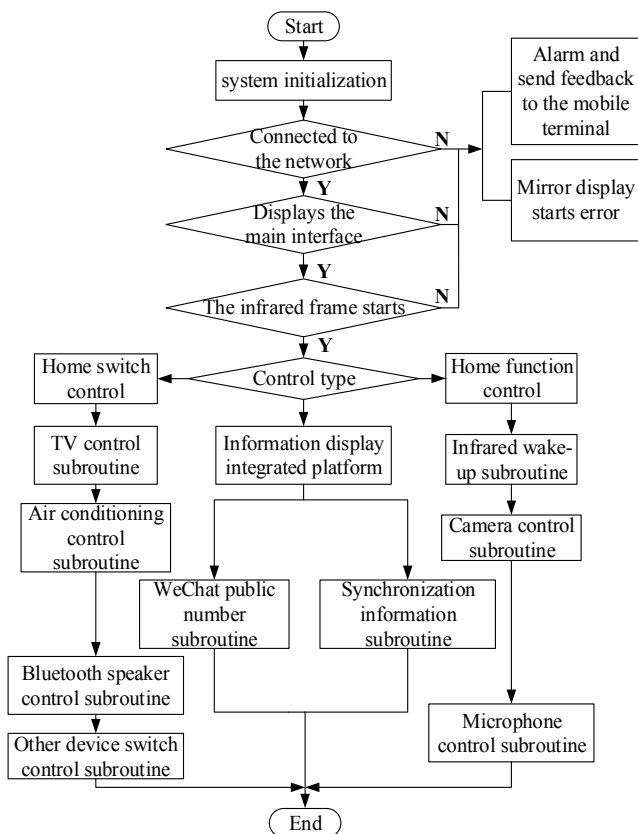 Start
system initialization
Connected to
the network
N
Y
Alarm and
send feedback
to the mobile
terminal
Mirror display
starts error
Displays the
main interface
N
Y
The infrared frame starts
N
Y
Control type
Home switch
control
TV control
subroutine
Air conditioning
control
subroutine
Bluetooth speaker
control subroutine
Other device switch
control subroutine
Information display
integrated platform
WeChat public
number
subroutine
Synchronization
information
subroutine
Home function
control
Infrared wake-
up subroutine
Camera control
subroutine
Microphone
control subroutine
End